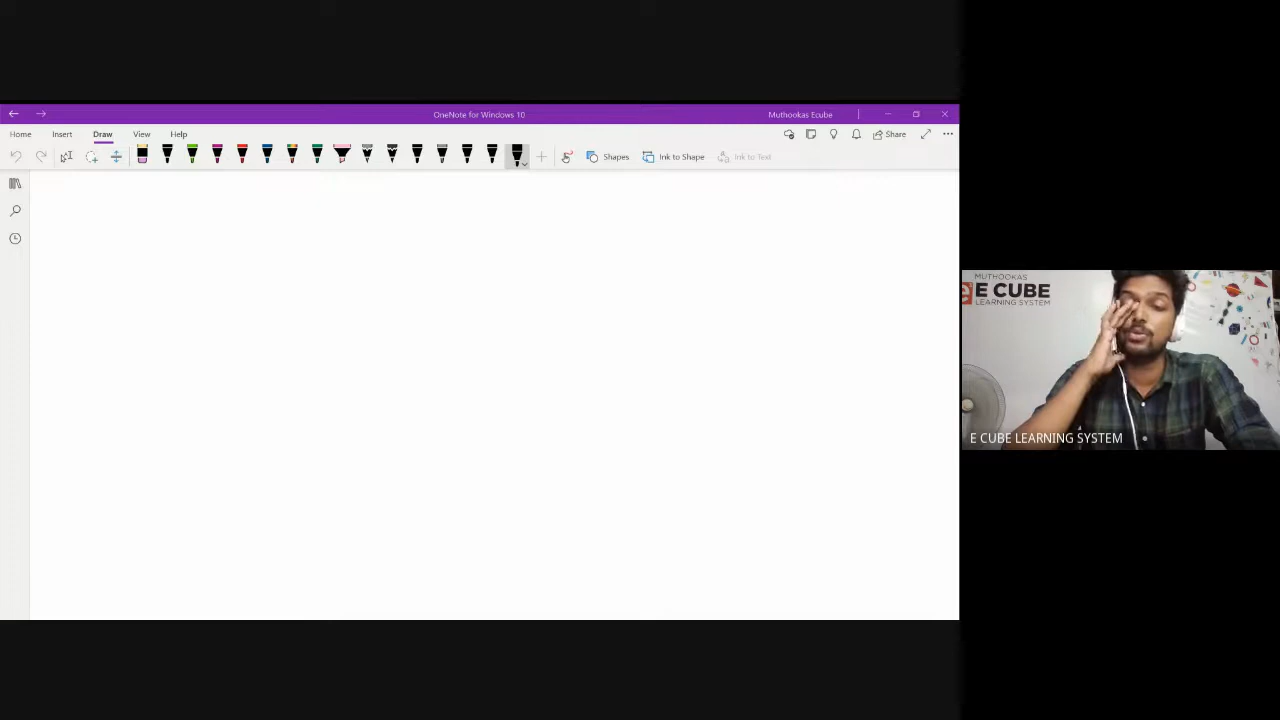 OneNote for Windows 10
Muthookas Ecube
Home
Insert
Draw
View
Help
Share
Shapes
Ink to Shape
Ink to Text
MUTHOOKAS
E CUBE
LEARNING SYSTEM
E CUBE LEARNING SYSTEM